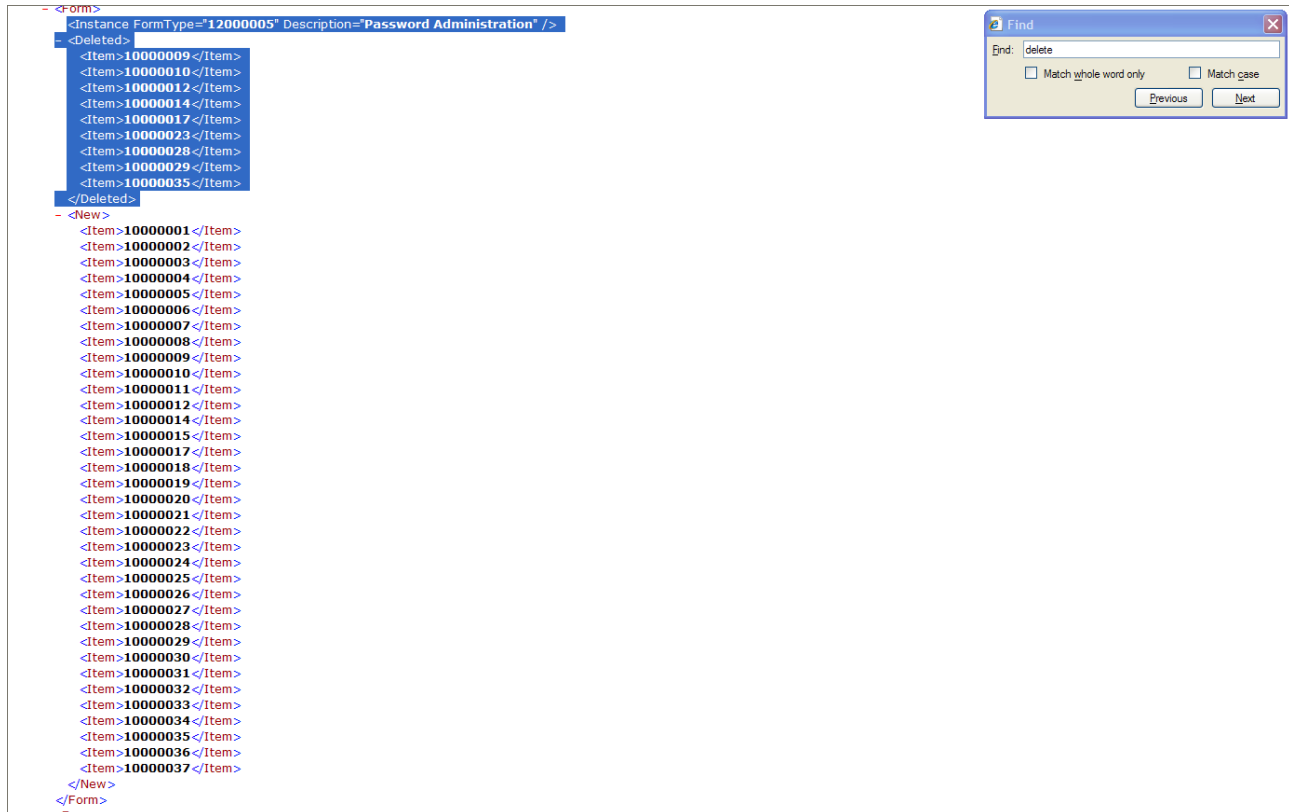 - <Form>
<Instance FormType="12000005" Description="Password Administration" />
- <Deleted>
<Item>10000009</Item>
<Item>10000010</Item>
<Item>10000012</Item>
<Item>10000014</Item>
<Item>10000017</Item>
<Item>10000023</Item>
<Item>10000028</Item>
<Item>10000029</Item>
<Item>10000035</Item>
</Deleted>
- <New>
<Item>10000001</Item>
<Item>10000002</Item>
<Item>10000003</Item>
<Item>10000004</Item>
<Item>10000005</Item>
<Item>10000006</Item>
<Item>10000007</Item>
<Item>10000008</Item>
<Item>10000009</Item>
<Item>10000010</Item>
<Item>10000011</Item>
<Item>10000012</Item>
<Item>10000014</Item>
<Item>10000015</Item>
<Item>10000017</Item>
<Item>10000018</Item>
<Item>10000019</Item>
<Item>10000020</Item>
<Item>10000021</Item>
<Item>10000022</Item>
<Item>10000023</Item>
<Item>10000024</Item>
<Item>10000025</Item>
<Item>10000026</Item>
<Item>10000027</Item>
<Item>10000028</Item>
<Item>10000029</Item>
<Item>10000030</Item>
<Item>10000031</Item>
<Item>10000032</Item>
<Item>10000033</Item>
<Item>10000034</Item>
<Item>10000035</Item>
<Item>10000036</Item>
<Item>10000037</Item>
</New>
</Form>
Find
Find: delete
Match whole word only Match case
Previous Next